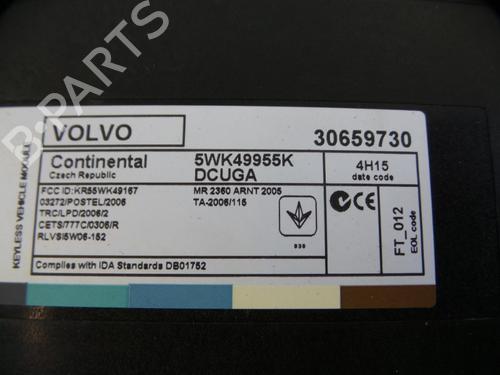 B-PARTS
KEYLESS VEHICLE MODULE
VOLVO
30659730
Continental
Czech Republic
5WK49955K
DCUGA
4H15
date code
FCC ID:KR55WK49167
03272/POSTEL/2006
TRC/LPD/2006/2
CETS/777C/0306/R
RLVSI5W06-152
MR 2360 ARNT 2005
TA-2006/115
CE
FT_012
EOL code
Complies with IDA Standards DB01752